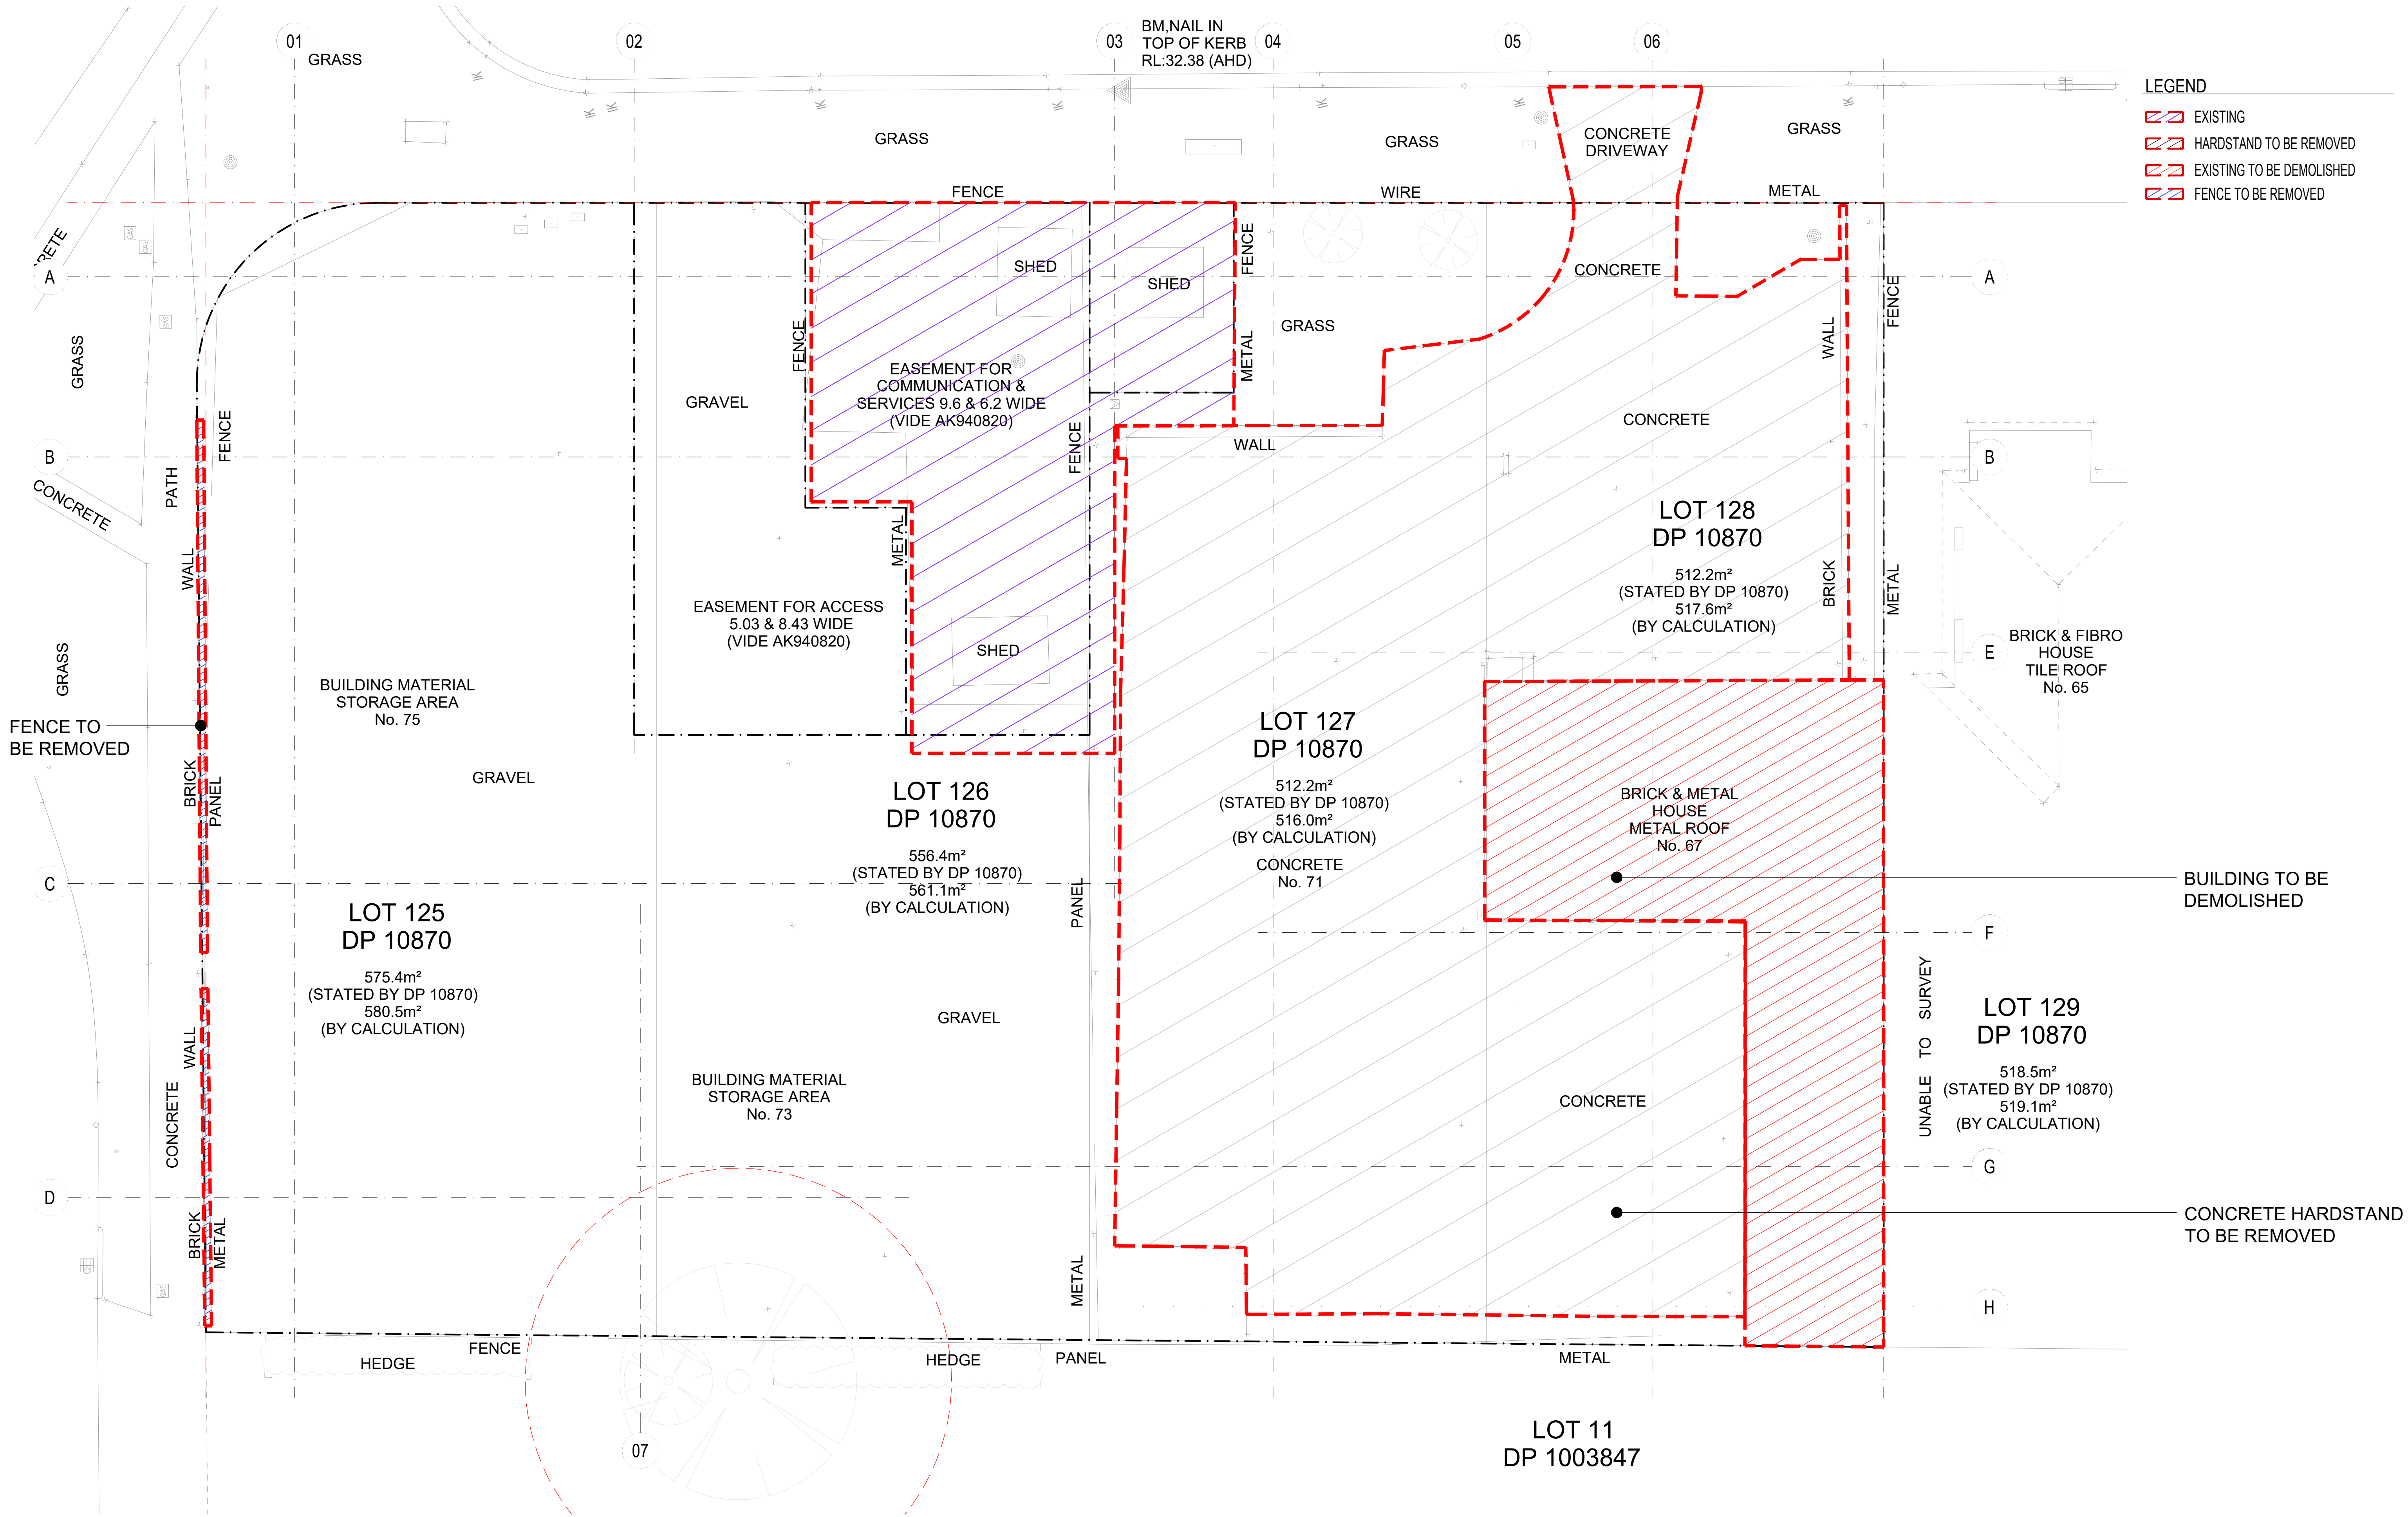 01
02
03
04
05
06
BM,NAIL IN
TOP OF KERB
RL:32.38 (AHD)
GRASS
LEGEND
EXISTING
HARDSTAND TO BE REMOVED
EXISTING TO BE DEMOLISHED
FENCE TO BE REMOVED
GRASS
GRASS
CONCRETE
DRIVEWAY
GRASS
FENCE
WIRE
METAL
GAS
GAS
GAS
RETE
A
A
SHED
SHED
FENCE
METAL
CONCRETE
GRASS
FENCE
WALL
FENCE
GRASS
EASEMENT FOR
COMMUNICATION &
SERVICES 9.6 & 6.2 WIDE
(VIDE AK940820)
GRAVEL
CONCRETE
FENCE
FENCE
WALL
B
B
PATH
CONCRETE
LOT 128
DP 10870
512.2m²
(STATED BY DP 10870)
517.6m²
(BY CALCULATION)
METAL
WALL
BRICK
METAL
EASEMENT FOR ACCESS
5.03 & 8.43 WIDE
(VIDE AK940820)
SHED
E
BRICK & FIBRO
HOUSE
TILE ROOF
No. 65
GRASS
BUILDING MATERIAL
STORAGE AREA
No. 75
FENCE TO
BE REMOVED
LOT 127
DP 10870
512.2m²
(STATED BY DP 10870)
516.0m²
(BY CALCULATION)
CONCRETE
No. 71
BRICK
PANEL
GRAVEL
LOT 126
DP 10870
556.4m²
(STATED BY DP 10870)
561.1m²
(BY CALCULATION)
BRICK & METAL
HOUSE
METAL ROOF
No. 67
BUILDING TO BE
DEMOLISHED
C
PANEL
LOT 125
DP 10870
575.4m²
(STATED BY DP 10870)
580.5m²
(BY CALCULATION)
F
UNABLE TO SURVEY
LOT 129
DP 10870
518.5m²
(STATED BY DP 10870)
519.1m²
(BY CALCULATION)
GRAVEL
WALL
BUILDING MATERIAL
STORAGE AREA
No. 73
CONCRETE
CONCRETE
G
D
BRICK
METAL
CONCRETE HARDSTAND
TO BE REMOVED
METAL
GAS
H
FENCE
HEDGE
HEDGE
PANEL
METAL
07
LOT 11
DP 1003847